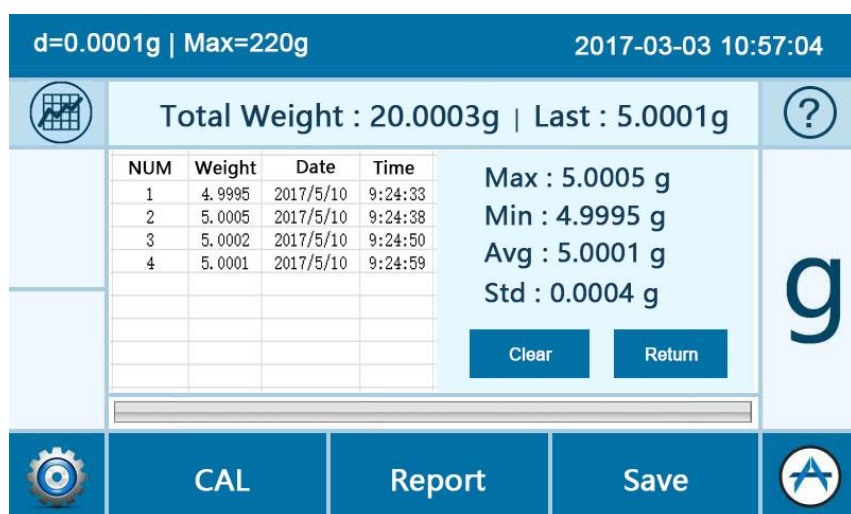 d=0.0001g | Max=220g 2017-03-03 10:57:04
Total Weight : 20.0003g | Last : 5.0001g
?
NUM Weight Date Time
1 4.9995 2017/5/10 9:24:33
2 5.0005 2017/5/10 9:24:38
3 5.0002 2017/5/10 9:24:50
4 5.0001 2017/5/10 9:24:59
Max : 5.0005 g
Min : 4.9995 g
Avg : 5.0001 g
Std : 0.0004 g
Clear Return
g
CAL Report Save